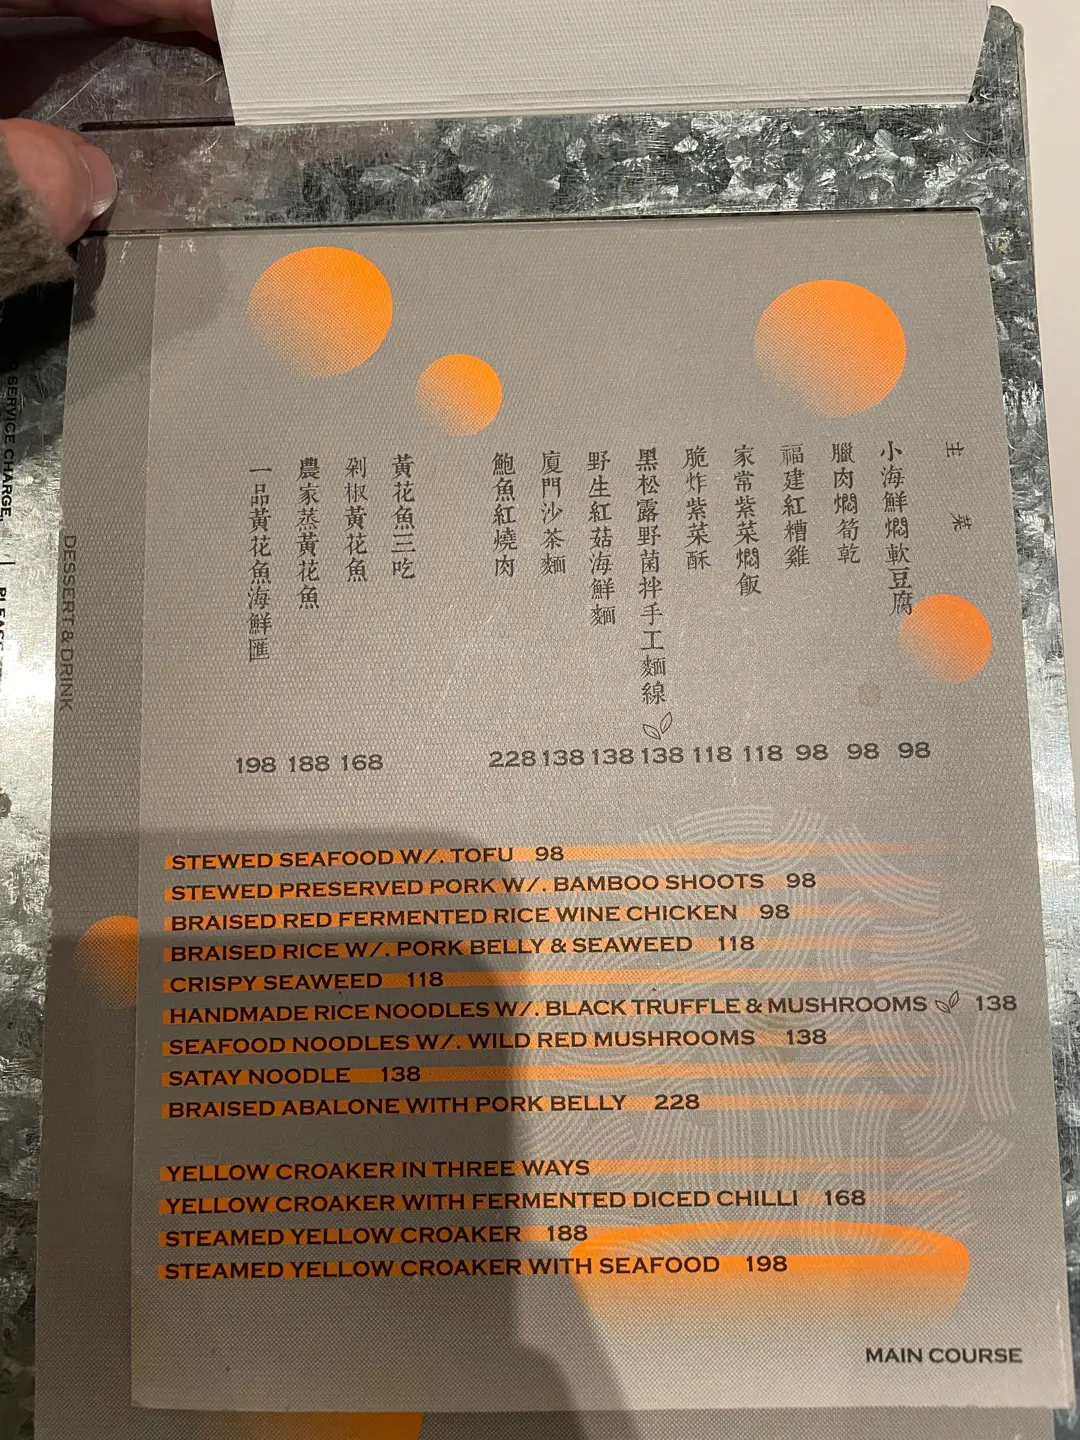 主菜
小海鮮燜軟豆腐 98
臘肉燜筍乾 98
福建紅糟雞 98
家常紫菜燜飯 118
脆炸紫菜酥 118
黑松露野菌拌手工麵線 138
野生紅菇海鮮麵 138
廈門沙茶麵 138
鮑魚紅燒肉 228
黃花魚三吃
剁椒黃花魚 168
農家蒸黃花魚 188
一品黃花魚海鮮匯 198
STEWED SEAFOOD W/. TOFU 98
STEWED PRESERVED PORK W/. BAMBOO SHOOTS 98
BRAISED RED FERMENTED RICE WINE CHICKEN 98
BRAISED RICE W/. PORK BELLY & SEAWEED 118
CRISPY SEAWEED 118
HANDMADE RICE NOODLES W/. BLACK TRUFFLE & MUSHROOMS 138
SEAFOOD NOODLES W/. WILD RED MUSHROOMS 138
SATAY NOODLE 138
BRAISED ABALONE WITH PORK BELLY 228
YELLOW CROAKER IN THREE WAYS
YELLOW CROAKER WITH FERMENTED DICED CHILLI 168
STEAMED YELLOW CROAKER 188
STEAMED YELLOW CROAKER WITH SEAFOOD 198
MAIN COURSE
DESSERT & DRINK
SERVICE CHARGE.